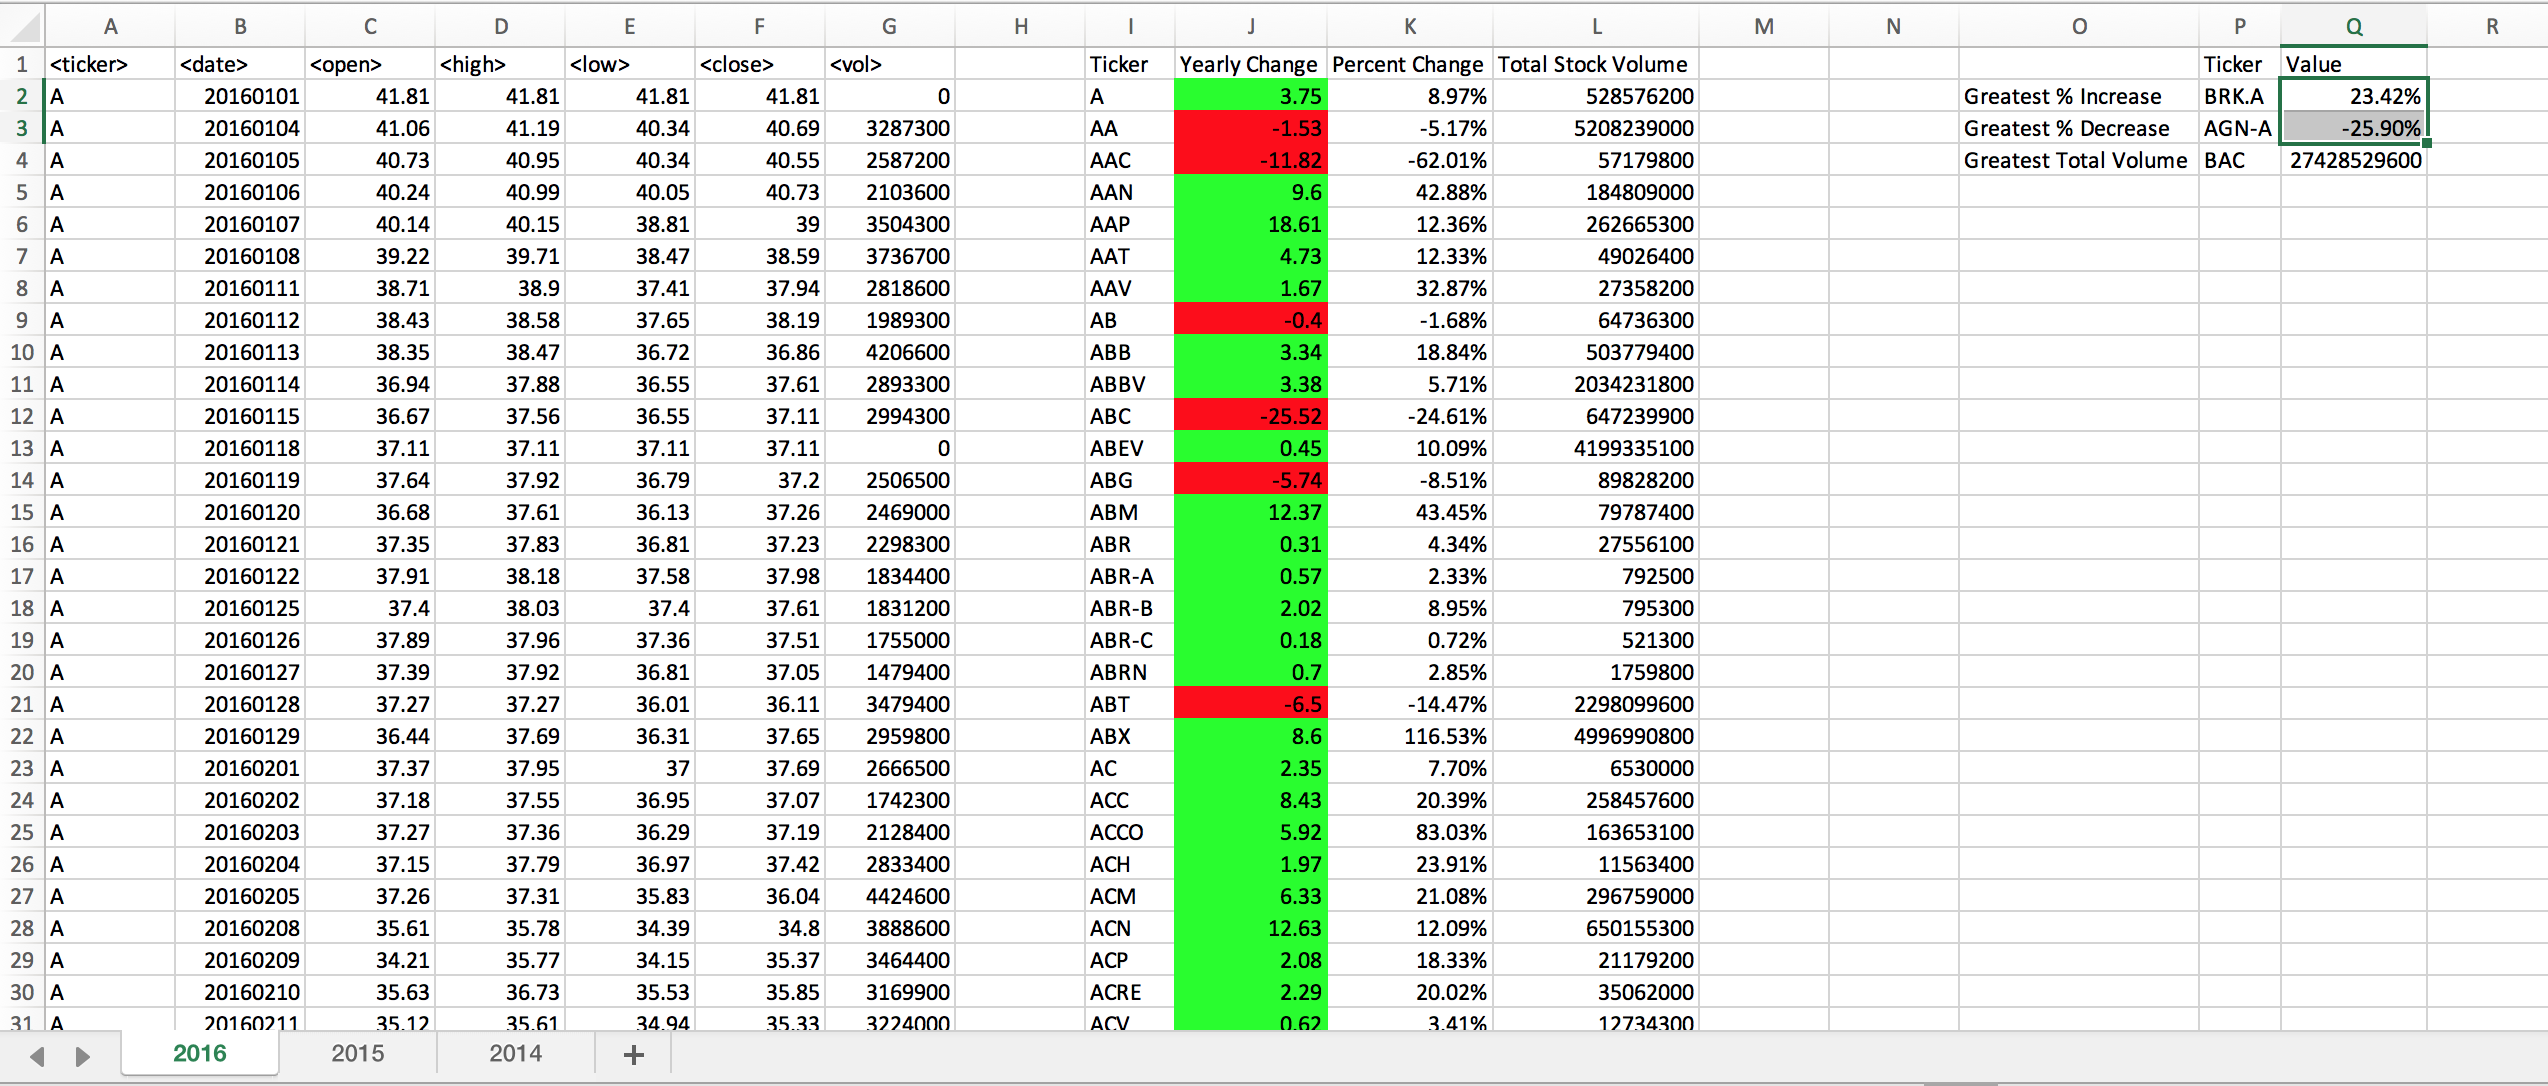 A B C D E F G H I J K L M N O P Q R
1 <ticker> <date> <open> <high> <low> <close> <vol> Ticker Yearly Change Percent Change Total Stock Volume Ticker Value
2 A 20160101 41.81 41.81 41.81 41.81 0 A 3.75 8.97% 528576200 Greatest % Increase BRK.A 23.42%
3 A 20160104 41.06 41.19 40.34 40.69 3287300 AA -1.53 -5.17% 5208239000 Greatest % Decrease AGN-A -25.90%
4 A 20160105 40.73 40.95 40.34 40.55 2587200 AAC -11.82 -62.01% 57179800 Greatest Total Volume BAC 27428529600
5 A 20160106 40.24 40.99 40.05 40.73 2103600 AAN 9.6 42.88% 184809000
6 A 20160107 40.14 40.15 38.81 39 3504300 AAP 18.61 12.36% 262665300
7 A 20160108 39.22 39.71 38.47 38.59 3736700 AAT 4.73 12.33% 49026400
8 A 20160111 38.71 38.9 37.41 37.94 2818600 AAV 1.67 32.87% 27358200
9 A 20160112 38.43 38.58 37.65 38.19 1989300 AB -0.4 -1.68% 64736300
10 A 20160113 38.35 38.47 36.72 36.86 4206600 ABB 3.34 18.84% 503779400
11 A 20160114 36.94 37.88 36.55 37.61 2893300 ABBV 3.38 5.71% 2034231800
12 A 20160115 36.67 37.56 36.55 37.11 2994300 ABC -25.52 -24.61% 647239900
13 A 20160118 37.11 37.11 37.11 37.11 0 ABEV 0.45 10.09% 4199335100
14 A 20160119 37.64 37.92 36.79 37.2 2506500 ABG -5.74 -8.51% 89828200
15 A 20160120 36.68 37.61 36.13 37.26 2469000 ABM 12.37 43.45% 79787400
16 A 20160121 37.35 37.83 36.81 37.23 2298300 ABR 0.31 4.34% 27556100
17 A 20160122 37.91 38.18 37.58 37.98 1834400 ABR-A 0.57 2.33% 792500
18 A 20160125 37.4 38.03 37.4 37.61 1831200 ABR-B 2.02 8.95% 795300
19 A 20160126 37.89 37.96 37.36 37.51 1755000 ABR-C 0.18 0.72% 521300
20 A 20160127 37.39 37.92 36.81 37.05 1479400 ABRN 0.7 2.85% 1759800
21 A 20160128 37.27 37.27 36.01 36.11 3479400 ABT -6.5 -14.47% 2298099600
22 A 20160129 36.44 37.69 36.31 37.65 2959800 ABX 8.6 116.53% 4996990800
23 A 20160201 37.37 37.95 37 37.69 2666500 AC 2.35 7.70% 6530000
24 A 20160202 37.18 37.55 36.95 37.07 1742300 ACC 8.43 20.39% 258457600
25 A 20160203 37.27 37.36 36.29 37.19 2128400 ACCO 5.92 83.03% 163653100
26 A 20160204 37.15 37.79 36.97 37.42 2833400 ACH 1.97 23.91% 11563400
27 A 20160205 37.26 37.31 35.83 36.04 4424600 ACM 6.33 21.08% 296759000
28 A 20160208 35.61 35.78 34.39 34.8 3888600 ACN 12.63 12.09% 650155300
29 A 20160209 34.21 35.77 34.15 35.37 3464400 ACP 2.08 18.33% 21179200
30 A 20160210 35.63 36.73 35.53 35.85 3169900 ACRE 2.29 20.02% 35062000
31 A 20160211 35.12 35.61 34.94 35.33 3224000 ACV 0.62 3.41% 12734300
2016 2015 2014 +